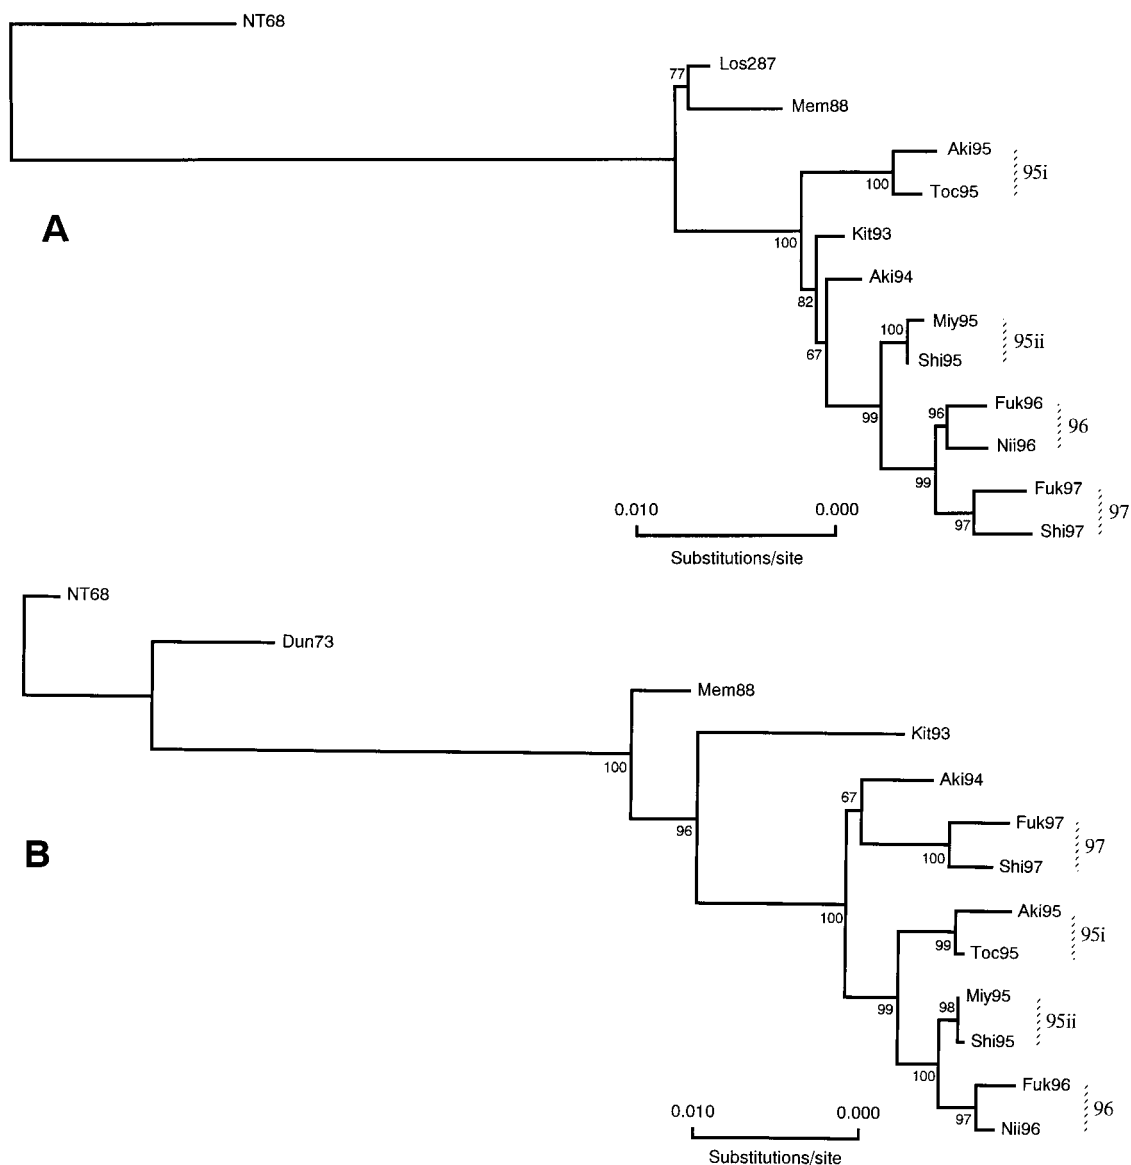 NT68
Los287
77
Mem88
Aki95
95i
100
Toc95
A
Kit93
100
Aki94
82
Miy95
100
95ii
67
Shi95
Fuk96
96
99
96
Nii96
99
Fuk97
97
0.010 0.000
97
Shi97
Substitutions/site
NT68
Dun73
Mem88
Kit93
100
Aki94
67
Fuk97
96
97
B
100
Shi97
Aki95
100
95i
99
Toc95
Miy95
98
95ii
99
Shi95
100
Fuk96
0.010 0.000
96
97
Nii96
Substitutions/site